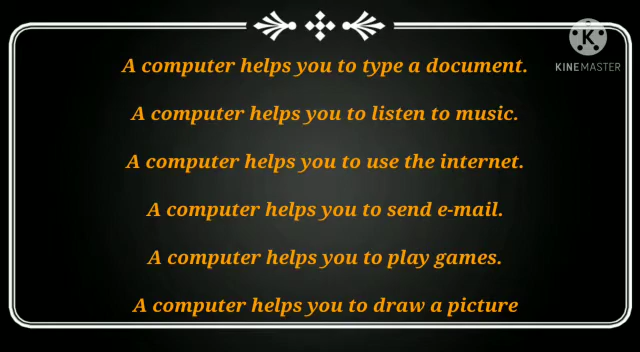 A computer helps you to type a document.
KINEMASTER
A computer helps you to listen to music.
A computer helps you to use the internet.
A computer helps you to send e-mail.
A computer helps you to play games.
A computer helps you to draw a picture